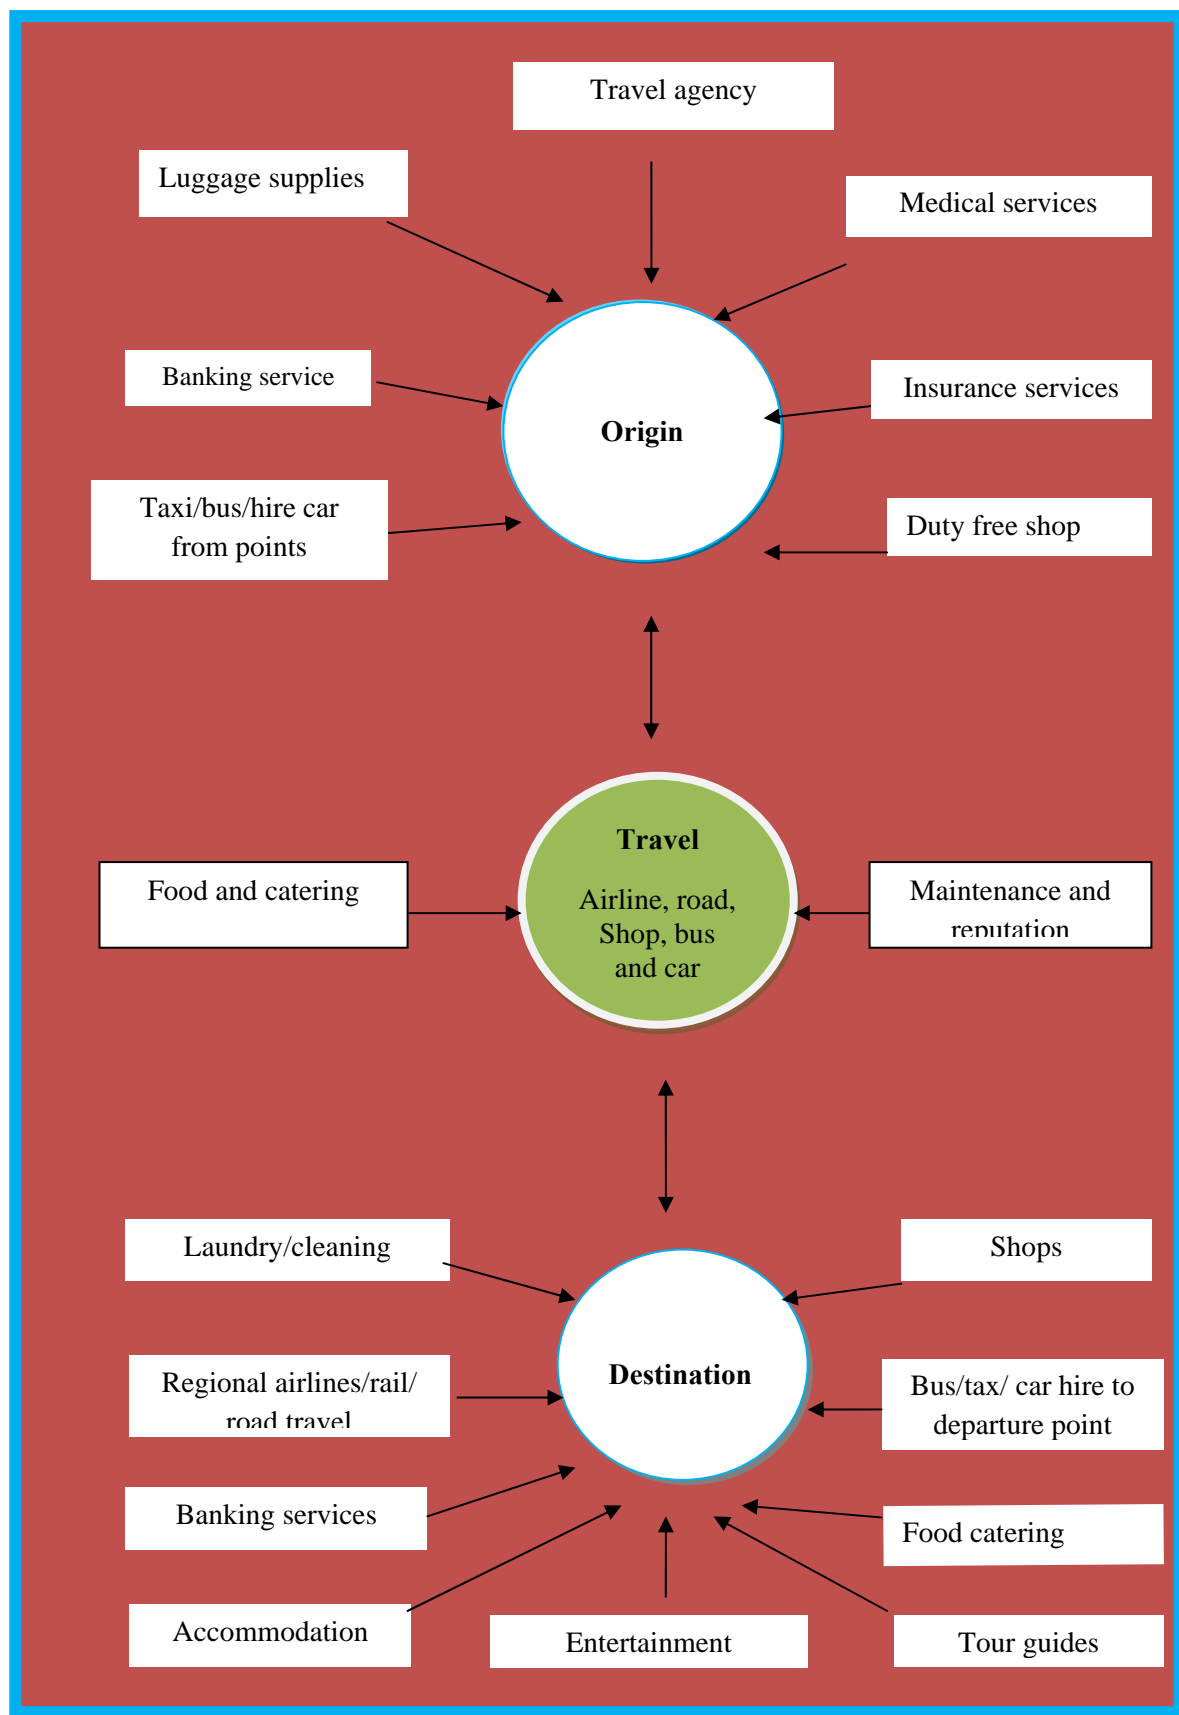 Travel agency
Luggage supplies
Medical services
Banking service
Insurance services
Origin
Taxi/bus/hire car
from points
Duty free shop
Travel
Airline, road,
Shop, bus
and car
Food and catering
Maintenance and
reputation
Laundry/cleaning
Shops
Destination
Regional airlines/rail/
road travel
Bus/tax/ car hire to
departure point
Banking services
Food catering
Accommodation
Entertainment
Tour guides